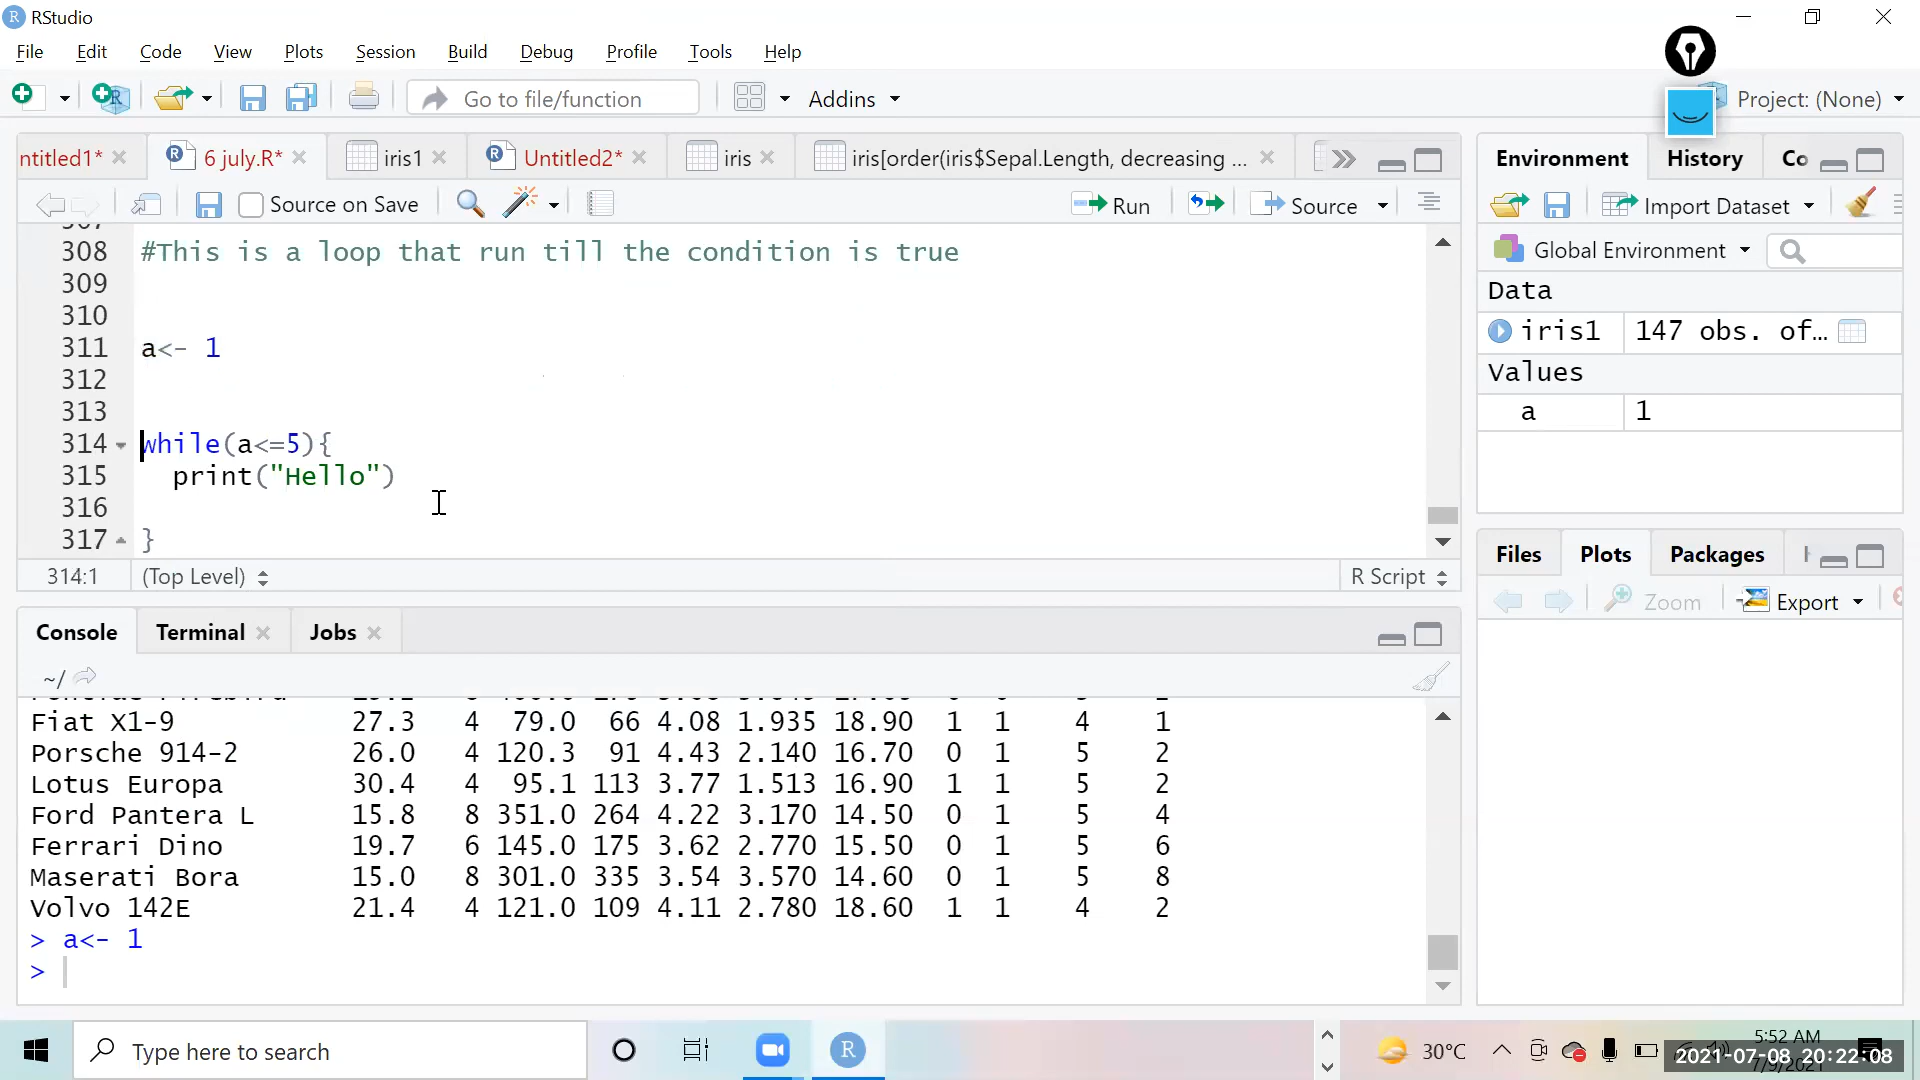 RStudio
File Edit Code View Plots Session Build Debug Profile Tools Help
Go to file/function Addins Project: (None)
ntitled1* 6 july.R* iris1 Untitled2* iris iris[order(iris$Sepal.Length, decreasing ...
Source on Save Run Source
308 #This is a loop that run till the condition is true
309
310
311 a<- 1
312
313
314 while(a<=5){
315 print("Hello")
316
317 }
314:1 (Top Level) R Script
Console Terminal Jobs
~/
Fiat X1-9 27.3 4 79.0 66 4.08 1.935 18.90 1 1 4 1
Porsche 914-2 26.0 4 120.3 91 4.43 2.140 16.70 0 1 5 2
Lotus Europa 30.4 4 95.1 113 3.77 1.513 16.90 1 1 5 2
Ford Pantera L 15.8 8 351.0 264 4.22 3.170 14.50 0 1 5 4
Ferrari Dino 19.7 6 145.0 175 3.62 2.770 15.50 0 1 5 6
Maserati Bora 15.0 8 301.0 335 3.54 3.570 14.60 0 1 5 8
Volvo 142E 21.4 4 121.0 109 4.11 2.780 18.60 1 1 4 2
> a<- 1
>
Environment History Co
Import Dataset
Global Environment
Data
iris1 147 obs. of...
Values
a 1
Files Plots Packages
Zoom Export
Type here to search
30°C
5:52 AM
2021-07-08 20:22:08